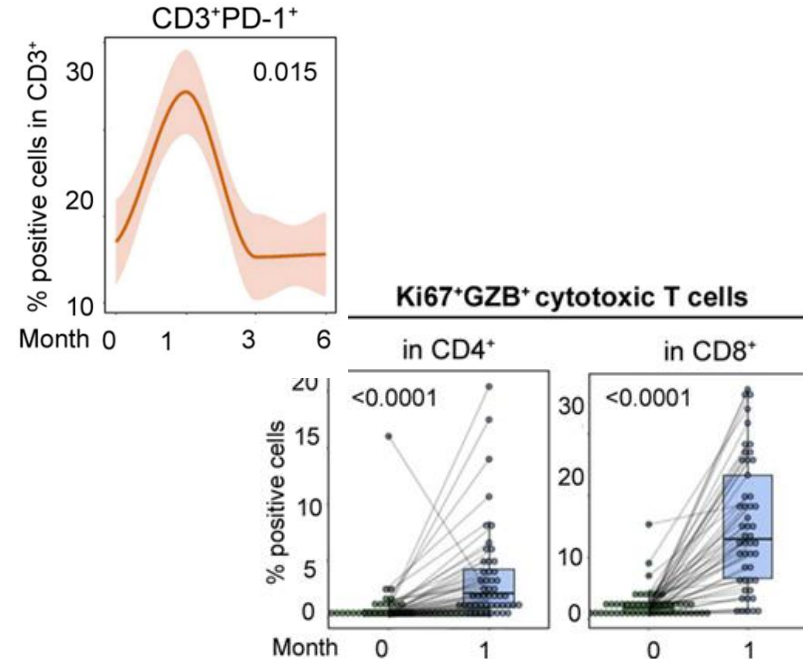 CD3⁺PD-1⁺
% positive cells in CD3⁺
30
20
10
0.015
Month 0 1 3 6
Ki67⁺GZB⁺ cytotoxic T cells
in CD4⁺
in CD8⁺
% positive cells
20
15
10
5
0
<0.0001
30
20
10
0
<0.0001
Month 0 1
0 1